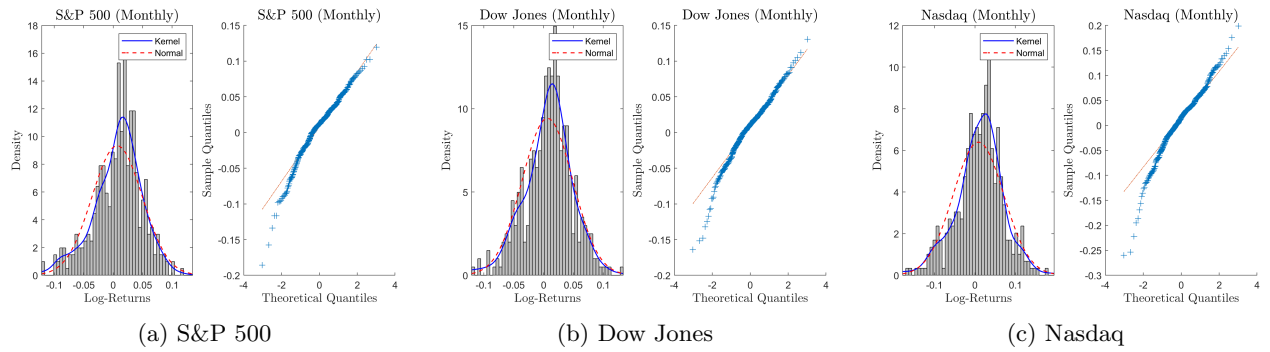 S&P 500 (Monthly)
Kernel
Normal
Density
18
16
14
12
10
8
6
4
2
0
-0.1
-0.05
0
0.05
0.1
Log-Returns
S&P 500 (Monthly)
Sample Quantiles
0.15
0.1
0.05
0
-0.05
-0.1
-0.15
-0.2
-4
-2
0
2
4
Theoretical Quantiles
(a) S&P 500
Dow Jones (Monthly)
Kernel
Normal
Density
15
10
5
0
-0.1
-0.05
0
0.05
0.1
Log-Returns
Dow Jones (Monthly)
Sample Quantiles
0.15
0.1
0.05
0
-0.05
-0.1
-0.15
-0.2
-4
-2
0
2
4
Theoretical Quantiles
(b) Dow Jones
Nasdaq (Monthly)
Kernel
Normal
Density
12
10
8
6
4
2
0
-0.1
0
0.1
Log-Returns
Nasdaq (Monthly)
Sample Quantiles
0.2
0.15
0.1
0.05
0
-0.05
-0.1
-0.15
-0.2
-0.25
-0.3
-4
-2
0
2
4
Theoretical Quantiles
(c) Nasdaq